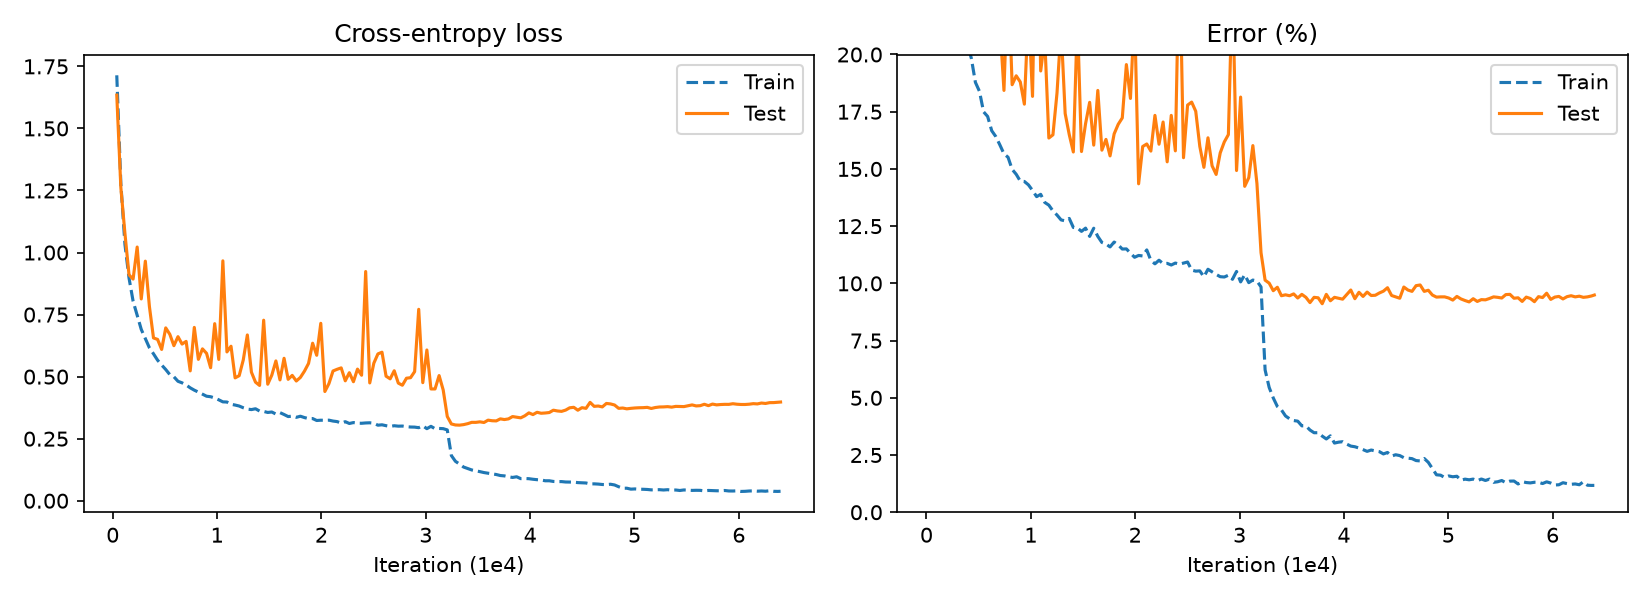 Cross-entropy loss
1.75
1.50
1.25
1.00
0.75
0.50
0.25
0.00
Train
Test
0 1 2 3 4 5 6
Iteration (1e4)
Error (%)
20.0
17.5
15.0
12.5
10.0
7.5
5.0
2.5
0.0
Train
Test
0 1 2 3 4 5 6
Iteration (1e4)